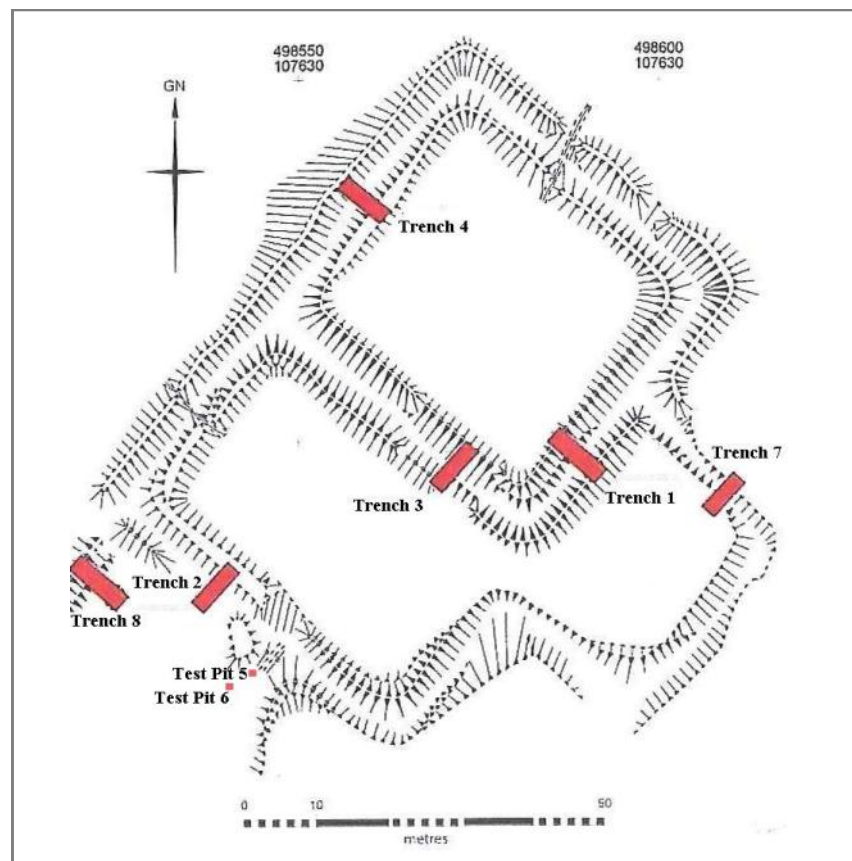 498550
107630
498600
107630
GN
Trench 4
Trench 7
Trench 3
Trench 1
Trench 2
Trench 8
Test Pit 5
Test Pit 6
0 10 50
metres